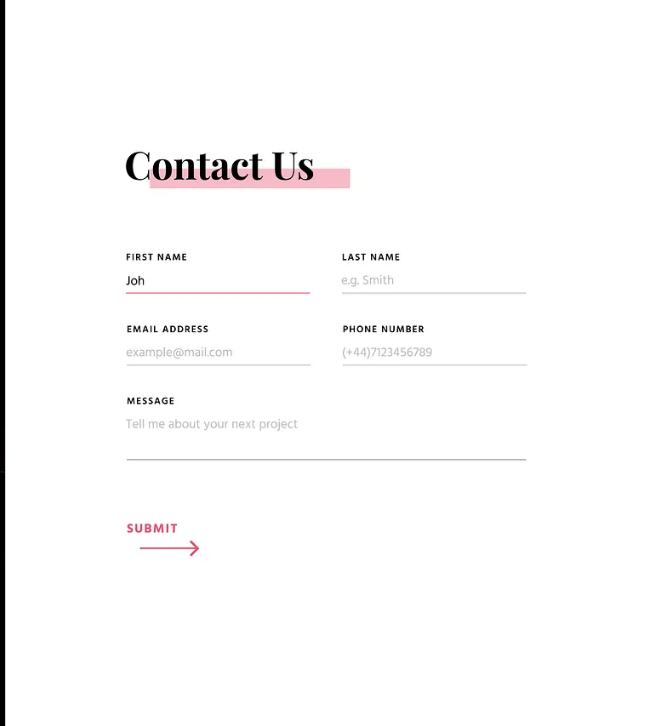 Contact Us
FIRST NAME LAST NAME
Joh e.g. Smith
EMAIL ADDRESS PHONE NUMBER
example@mail.com (+44)7123456789
MESSAGE
Tell me about your next project
SUBMIT